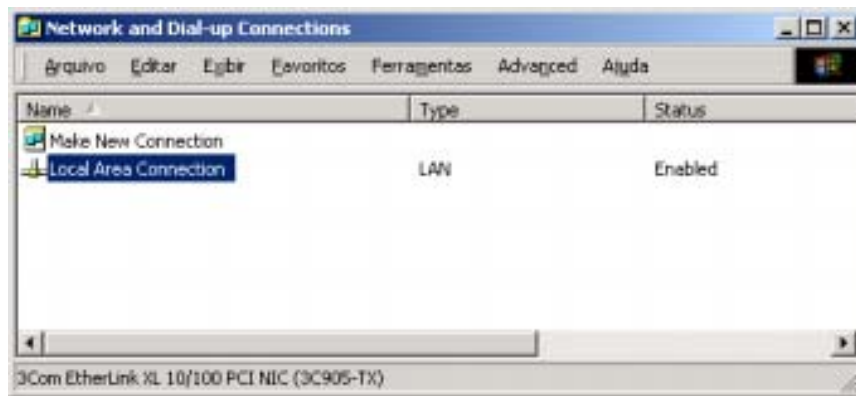 Network and Dial-up Connections
Arquivo Editar Exibir Favoritos Ferramentas Advanced Ajuda
Name Type Status
Make New Connection
Local Area Connection LAN Enabled
3Com EtherLink XL 10/100 PCI NIC (3C905-TX)